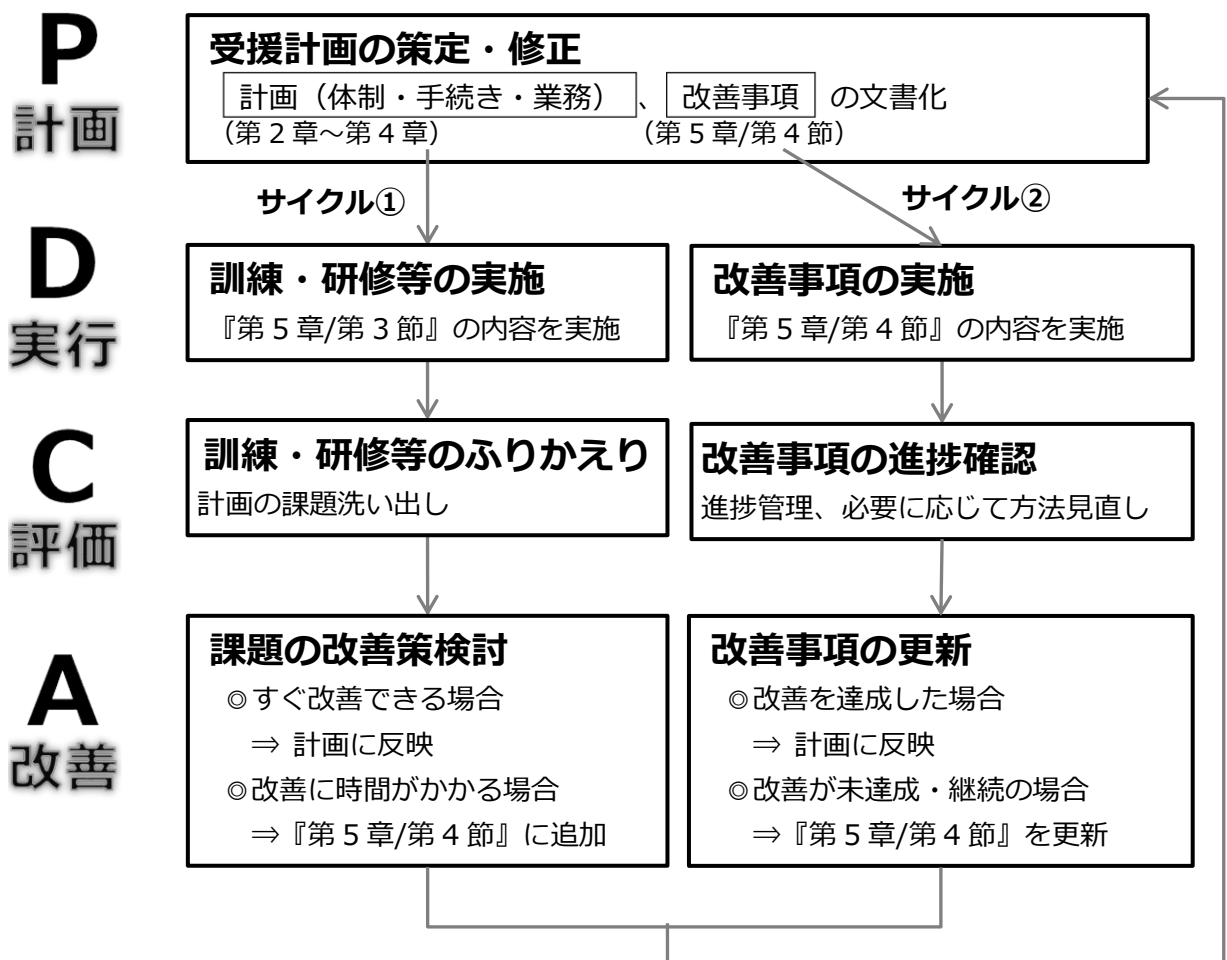 P
計画
受援計画の策定・修正
計画（体制・手続き・業務）、改善事項 の文書化
（第２章～第４章）　（第５章/第４節）
サイクル①　サイクル②
D
実行
訓練・研修等の実施
『第５章/第３節』の内容を実施
改善事項の実施
『第５章/第４節』の内容を実施
C
評価
訓練・研修等のふりかえり
計画の課題洗い出し
改善事項の進捗確認
進捗管理、必要に応じて方法見直し
A
改善
課題の改善策検討
◎すぐ改善できる場合
⇒ 計画に反映
◎改善に時間がかかる場合
⇒『第５章/第４節』に追加
改善事項の更新
◎改善を達成した場合
⇒ 計画に反映
◎改善が未達成・継続の場合
⇒『第５章/第４節』を更新